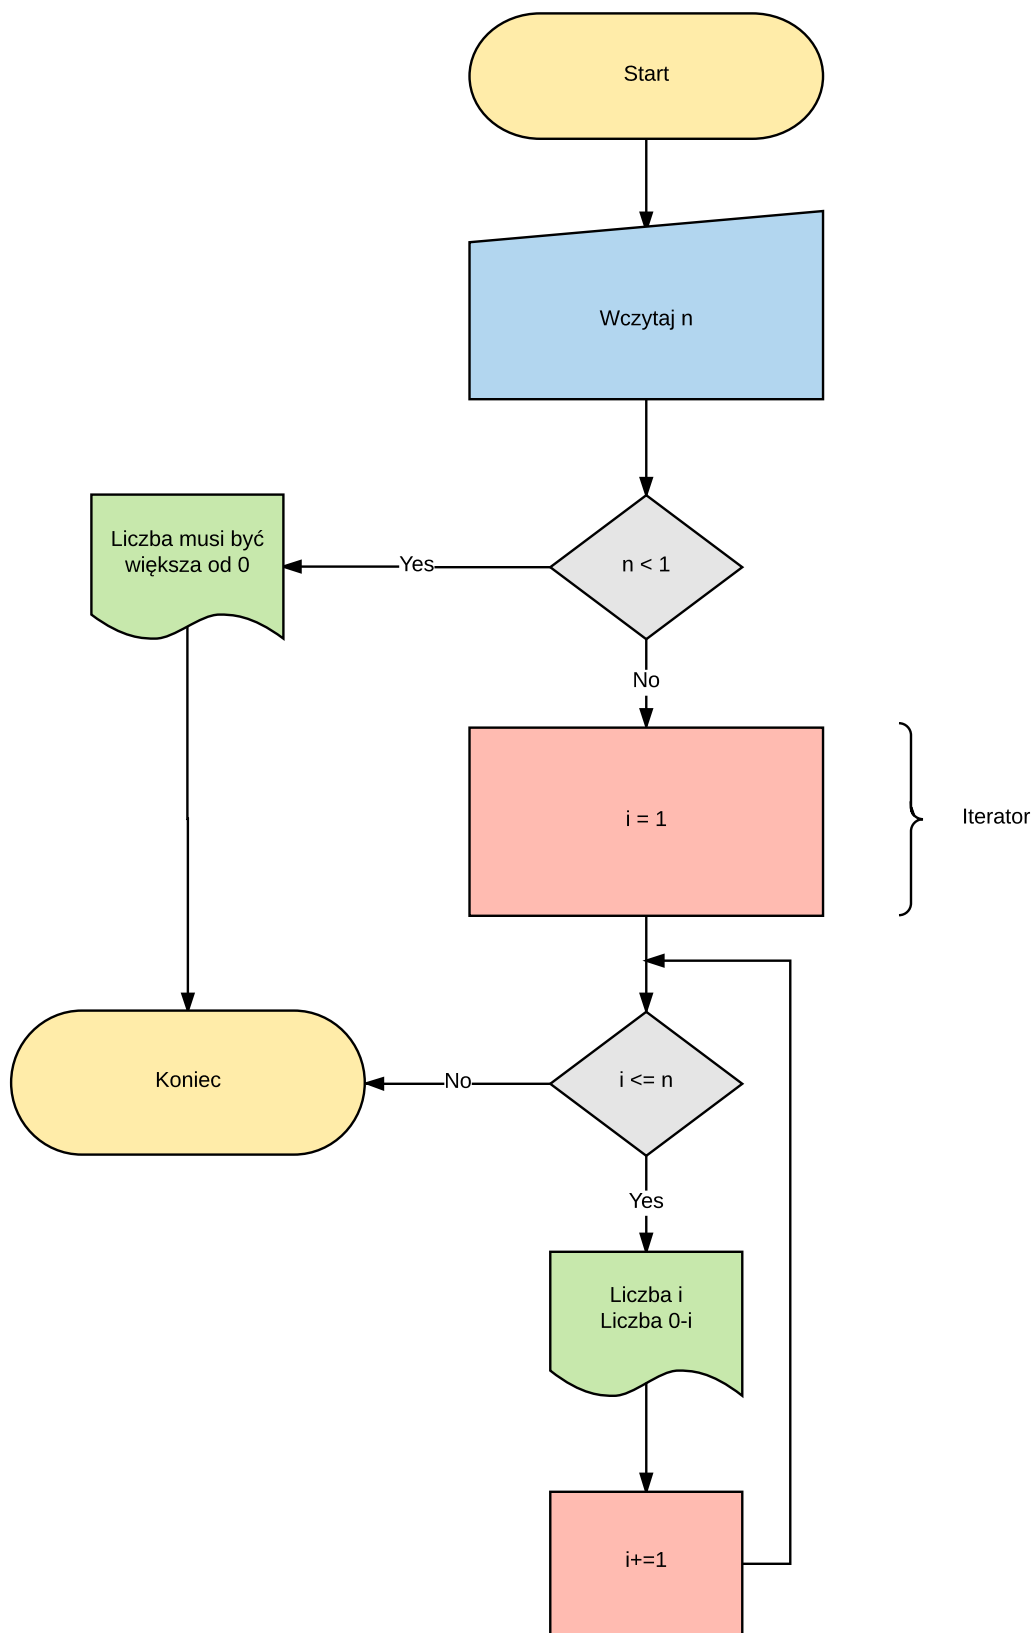 Start
Wczytaj n
Liczba musi być
większa od 0
Yes
n < 1
No
i = 1
Iterator
Koniec
No
i <= n
Yes
Liczba i
Liczba 0-i
i+=1